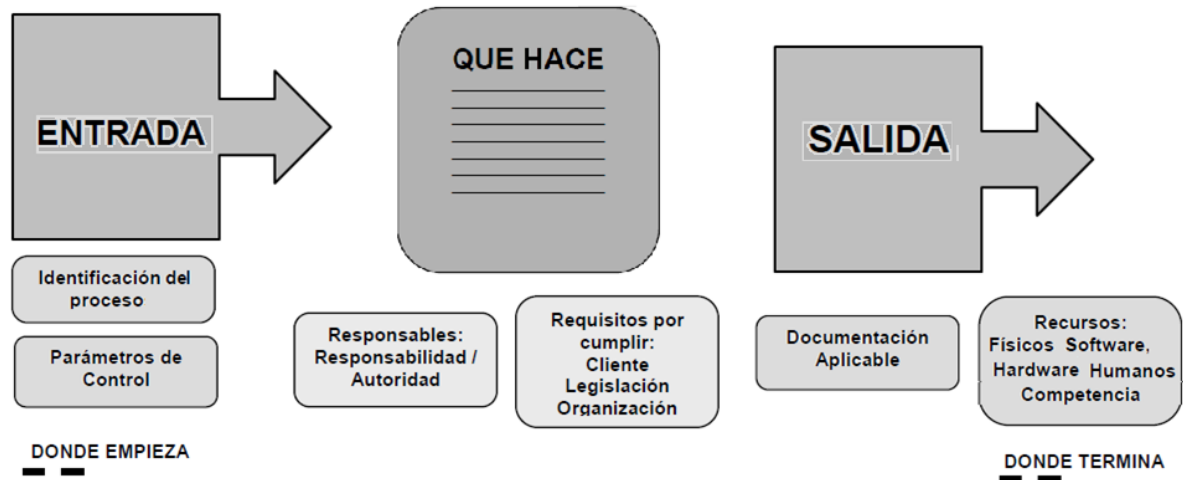 ENTRADA
QUE HACE
SALIDA
Identificación del
proceso
Parámetros de
Control
Responsables:
Responsabilidad /
Autoridad
Requisitos por
cumplir:
Cliente
Legislación
Organización
Documentación
Aplicable
Recursos:
Físicos Software,
Hardware Humanos
Competencia
DONDE EMPIEZA
DONDE TERMINA